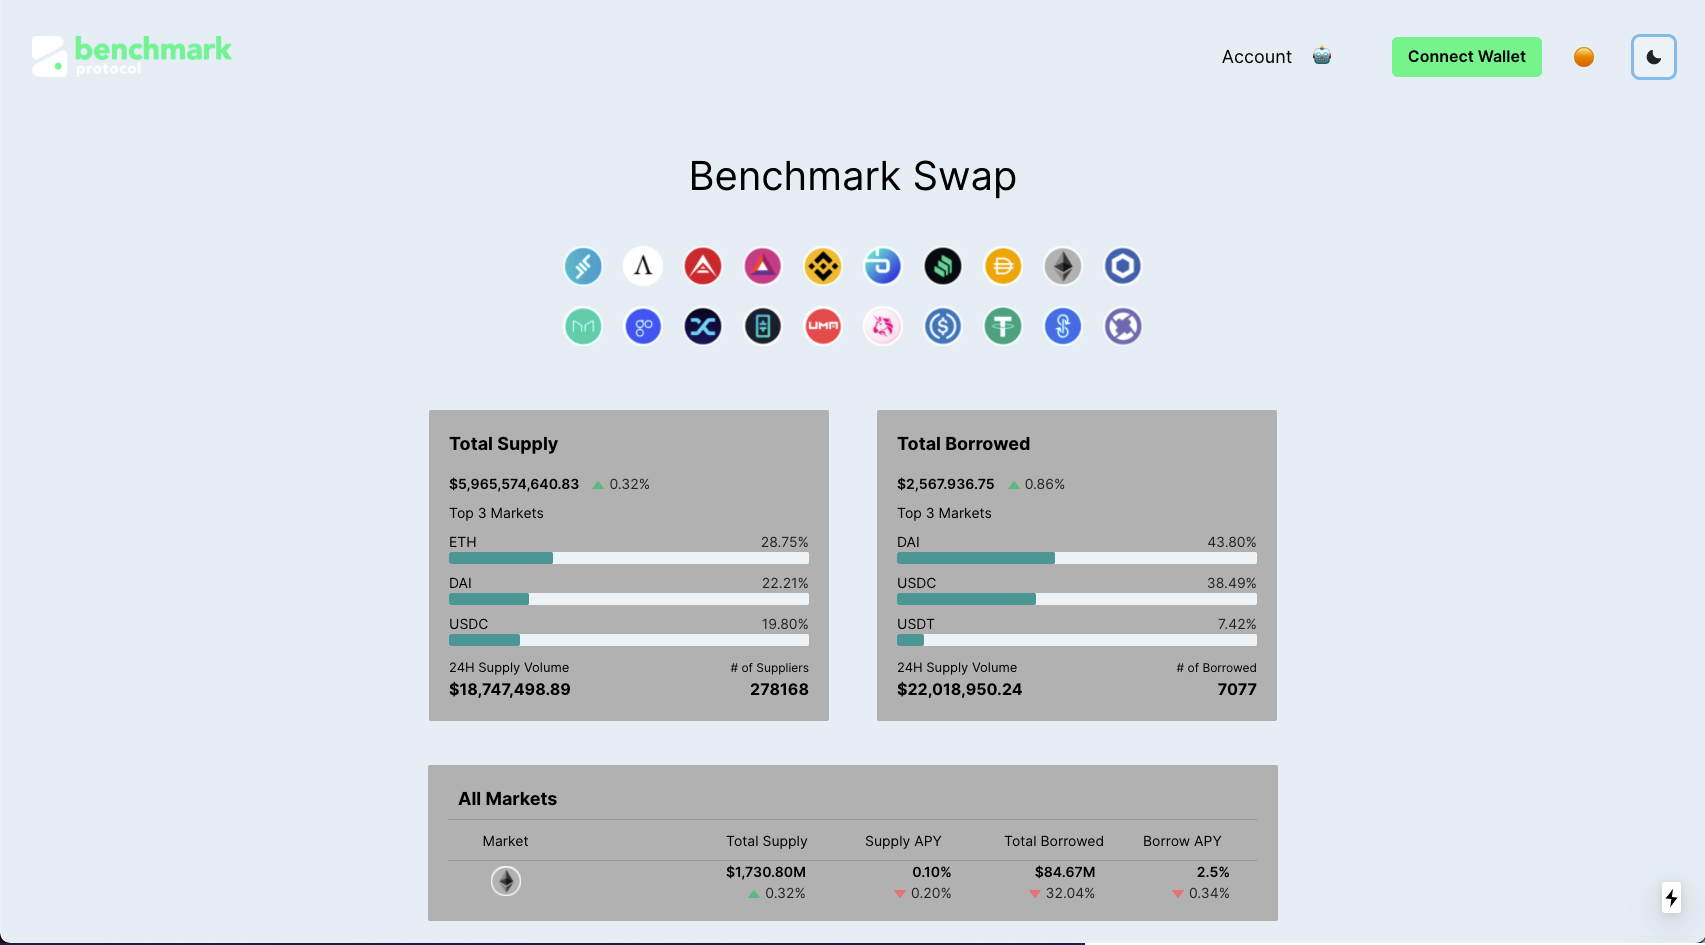 benchmark
protocol
Account
Connect Wallet
Benchmark Swap
UMA
Total Supply
$5,965,574,640.83 0.32%
Top 3 Markets
ETH 28.75%
DAI 22.21%
USDC 19.80%
24H Supply Volume # of Suppliers
$18,747,498.89 278168
Total Borrowed
$2,567.936.75 0.86%
Top 3 Markets
DAI 43.80%
USDC 38.49%
USDT 7.42%
24H Supply Volume # of Borrowed
$22,018,950.24 7077
All Markets
Market Total Supply Supply APY Total Borrowed Borrow APY
$1,730.80M 0.10% $84.67M 2.5%
0.32% 0.20% 32.04% 0.34%